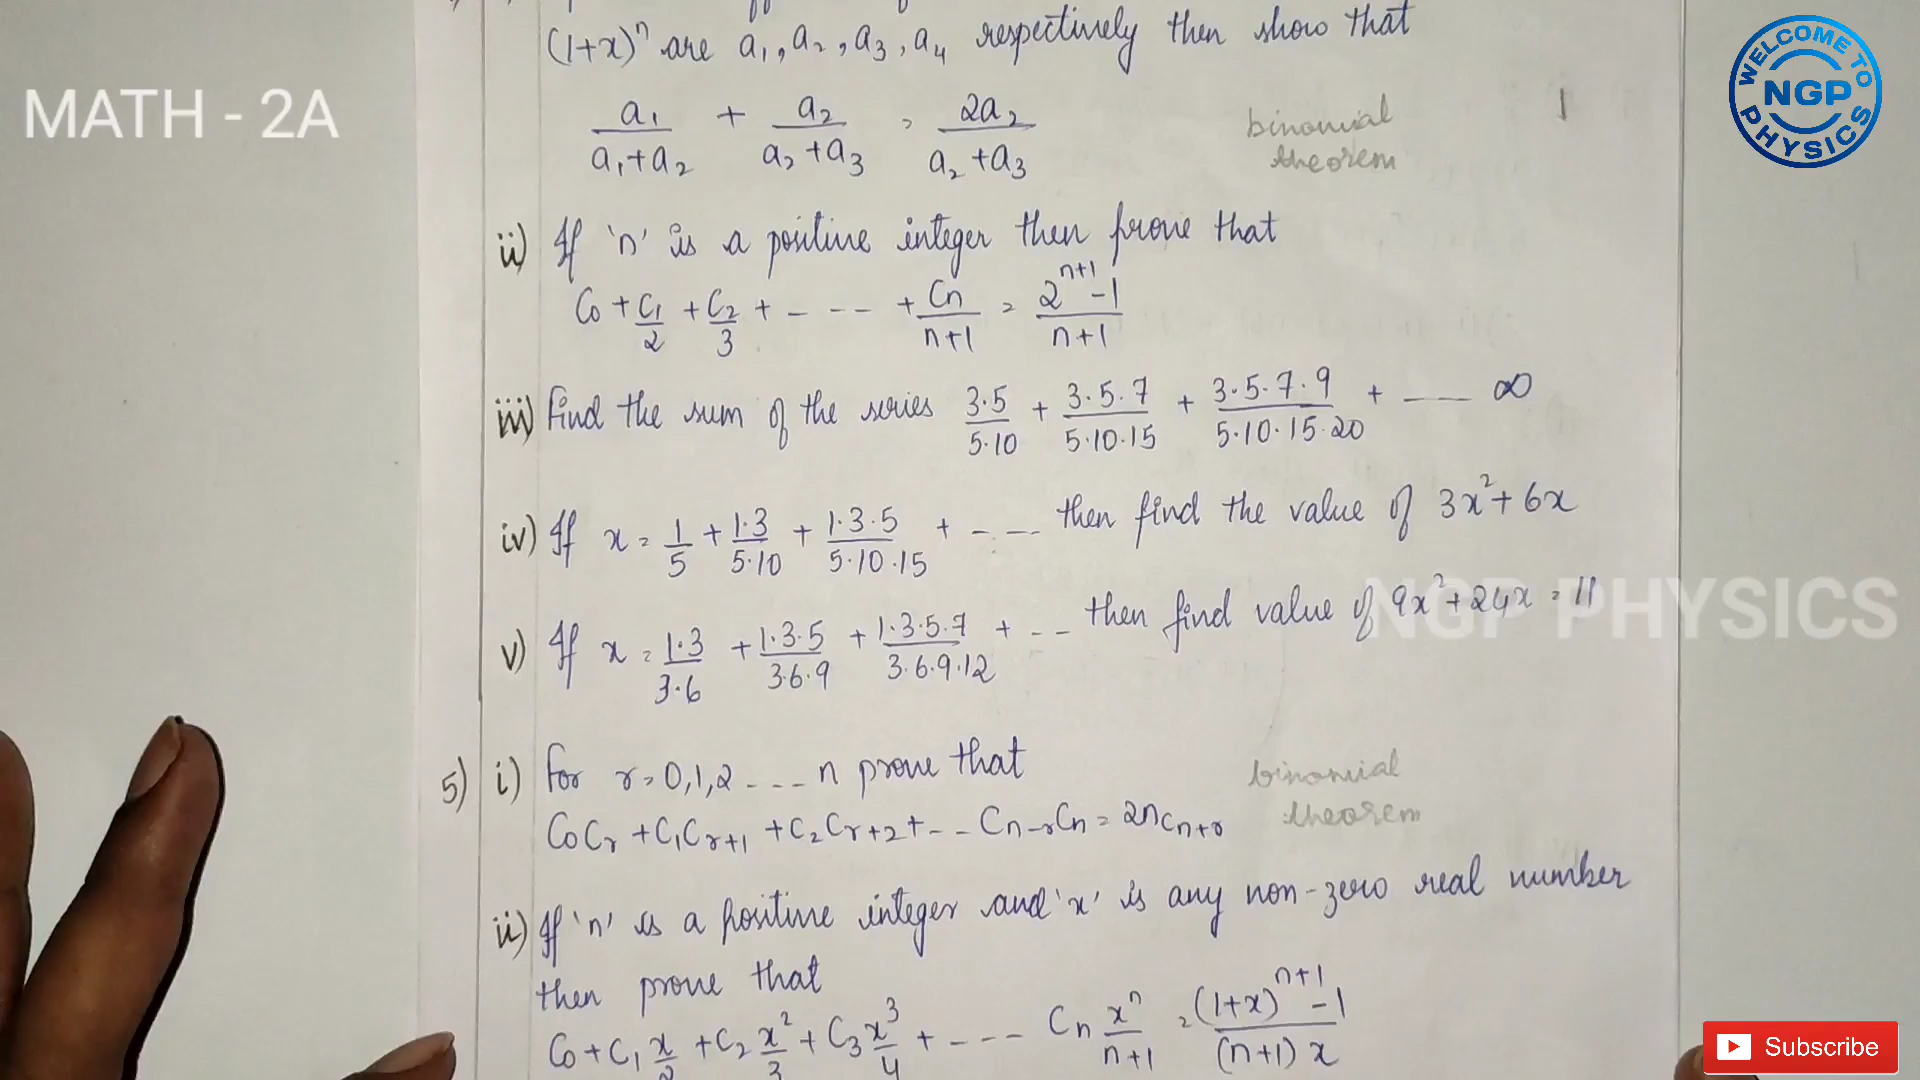 (1+x)^n are a₁, a₂, a₃, a₄ respectively then show that
MATH - 2A
WELCOME TO NGP PHYSICS
a₁/(a₁+a₂) + a₂/(a₂+a₃) = 2a₂/(a₂+a₃)
binomial
theorem
ii) If 'n' is a positive integer then prove that
C₀ + C₁/2 + C₂/3 + - - - - + Cn/(n+1) = (2^(n+1) - 1)/(n+1)
iii) Find the sum of the series 3·5/5·10 + 3·5·7/5·10·15 + 3·5·7·9/5·10·15·20 + ---- ∞
iv) If x = 1/5 + 1·3/5·10 + 1·3·5/5·10·15 + - - -- then find the value of 3x²+6x
v) If x = 1·3/3·6 + 1·3·5/3·6·9 + 1·3·5·7/3·6·9·12 + - -- then find value of 9x²+24x = 11
NGP PHYSICS
5) i) For r = 0,1,2 - - - - n prove that
C₀Cr + C₁Cr+1 + C₂Cr+2 + - - Cn-rCn = 2nCn+r
binomial
theorem
ii) If 'n' is a positive integer and 'x' is any non-zero real number
then prove that
C₀ + C₁ x/2 + C₂ x²/3 + C₃ x³/4 + - - - - Cn x^n/(n+1) = ((1+x)^(n+1) - 1)/((n+1) x)
Subscribe